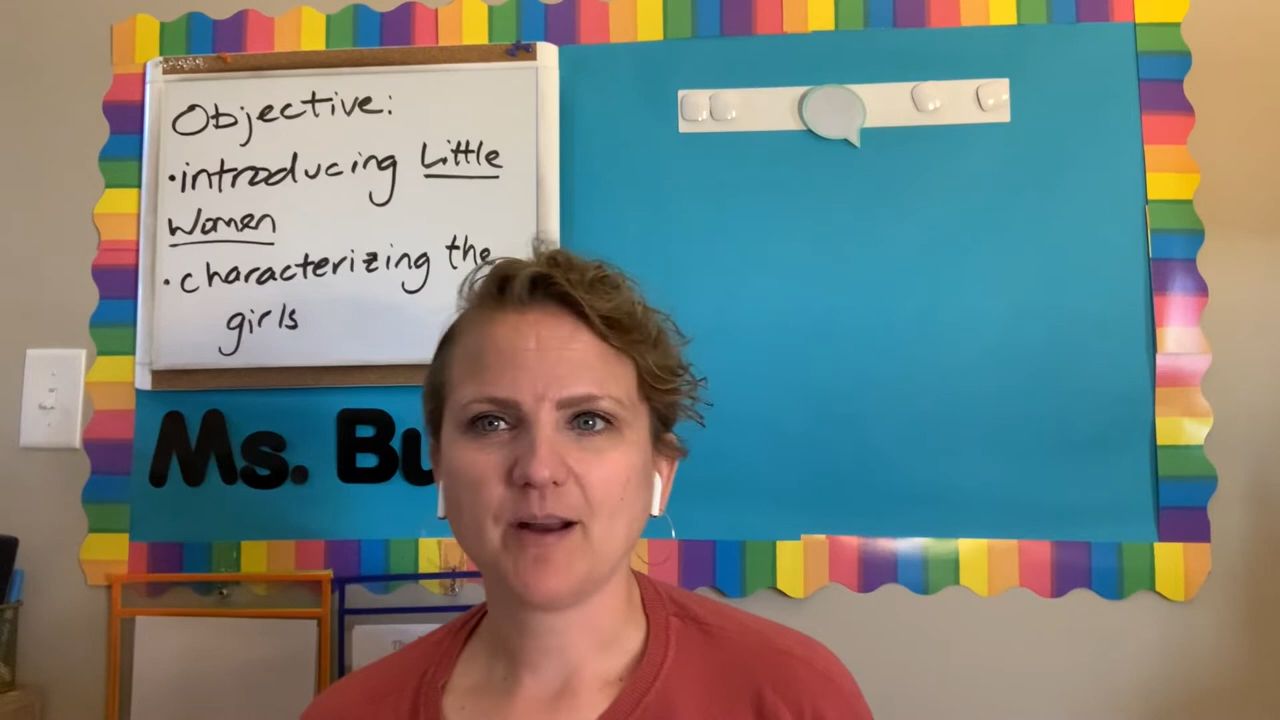 Objective:
·introducing Little
Women
·characterizing the
girls
Ms. Bu